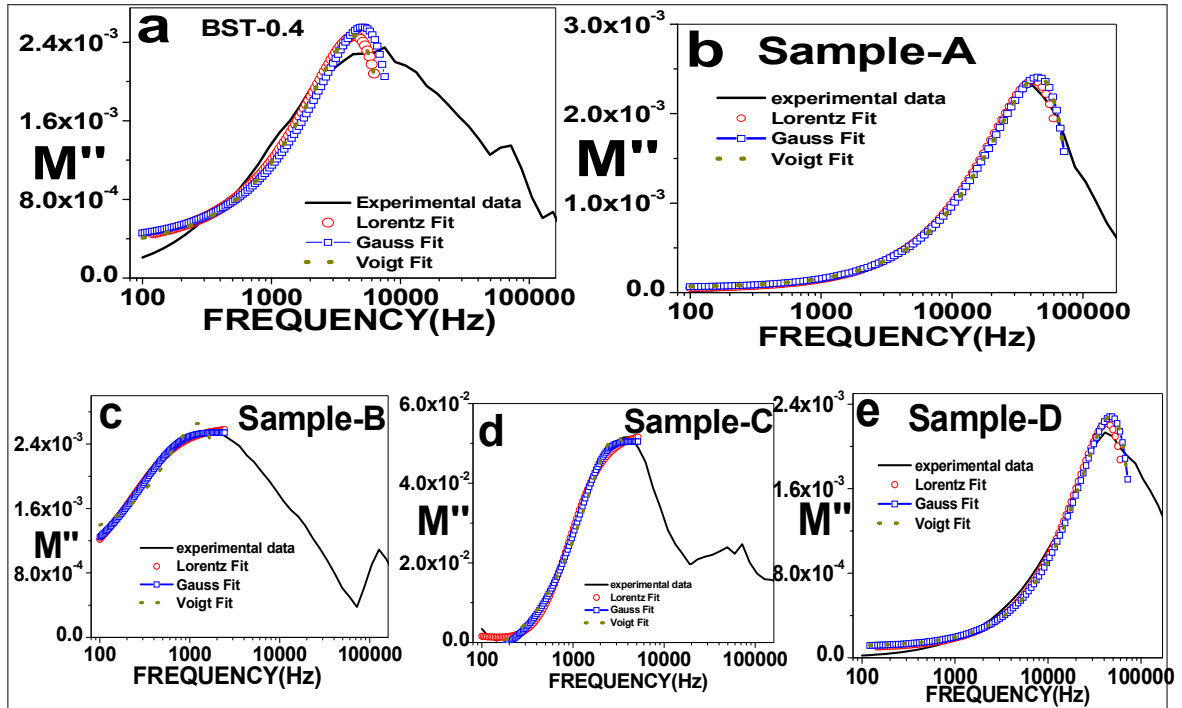 a BST-0.4
2.4x10⁻³
1.6x10⁻³
8.0x10⁻⁴
0.0
M"
Experimental data
Lorentz Fit
Gauss Fit
Voigt Fit
100 1000 10000 100000
FREQUENCY(Hz)
b Sample-A
3.0x10⁻³
2.0x10⁻³
1.0x10⁻³
0.0
M"
experimental data
Lorentz Fit
Gauss Fit
Voigt Fit
100 1000 10000 100000
FREQUENCY(Hz)
c Sample-B
2.4x10⁻³
1.6x10⁻³
8.0x10⁻⁴
0.0
M"
experimental data
Lorentz Fit
Gauss Fit
Voigt Fit
100 1000 10000 100000
FREQUENCY(Hz)
d Sample-C
6.0x10⁻²
4.0x10⁻²
2.0x10⁻²
0.0
M"
experimental data
Lorentz Fit
Gauss Fit
Voigt Fit
100 1000 10000 100000
FREQUENCY(Hz)
e Sample-D
2.4x10⁻³
1.6x10⁻³
8.0x10⁻⁴
0.0
M"
experimental data
Lorentz Fit
Gauss Fit
Voigt Fit
100 1000 10000 100000
FREQUENCY(Hz)